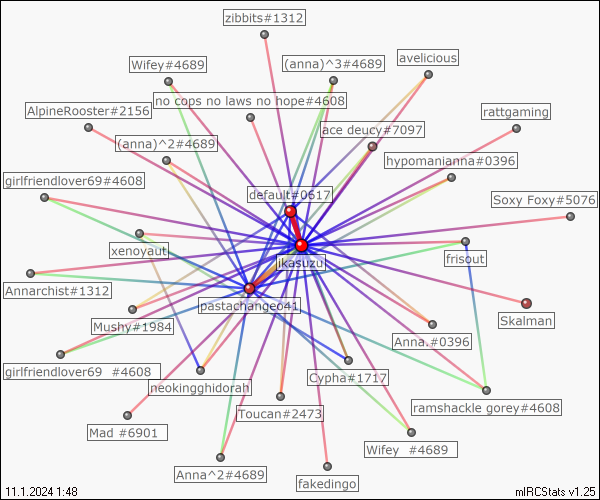 zibbits#1312
Wifey#4689
(anna)^3#4689
avelicious
no cops no laws no hope#4608
AlpineRooster#2156
rattgaming
ace deucy#7097
(anna)^2#4689
hypomanianna#0396
girlfriendlover69#4608
default#0617
Soxy Foxy#5076
xenoyaut
frisout
ikasuzu
Annarchist#1312
pastachangeo41
Skalman
Mushy#1984
Anna.#0396
girlfriendlover69 #4608
Cypha#1717
neokingghidorah
ramshackle gorey#4608
Toucan#2473
Mad #6901
Wifey #4689
Anna^2#4689
fakedingo
11.1.2024 1:48
mIRCStats v1.25